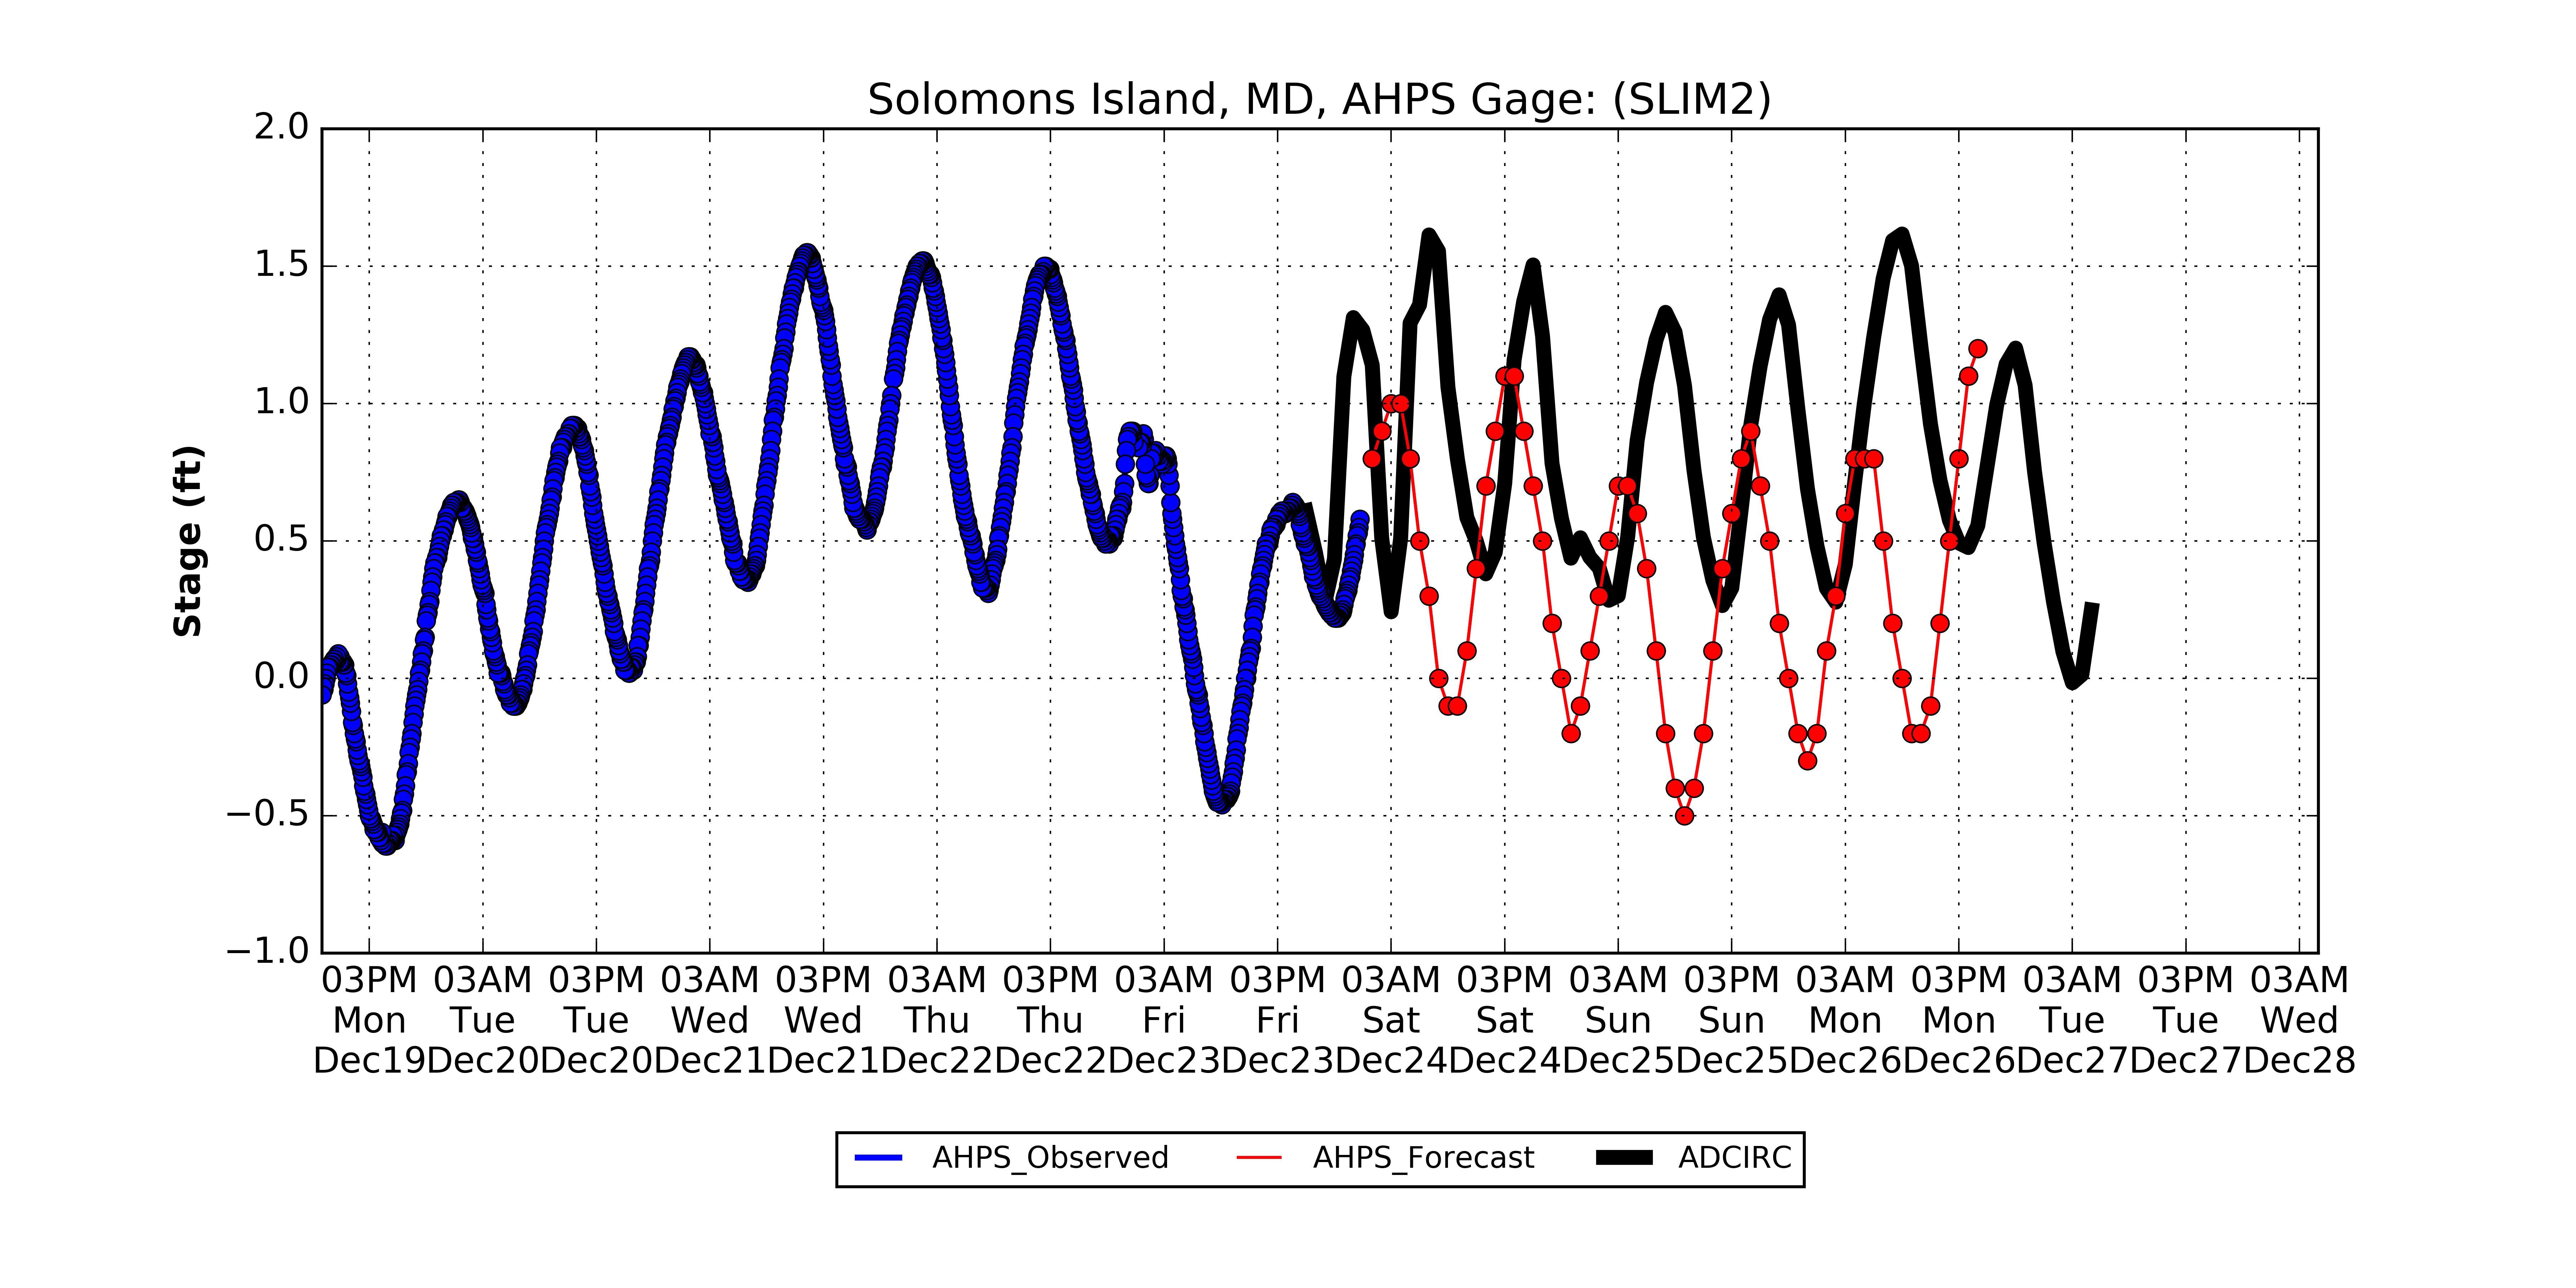 Solomons Island, MD, AHPS Gage: (SLIM2)
Stage (ft)
2.0
1.5
1.0
0.5
0.0
−0.5
−1.0
03PM 03AM 03PM 03AM 03PM 03AM 03PM 03AM 03PM 03AM 03PM 03AM 03PM 03AM 03PM 03AM 03PM 03AM
Mon Tue Tue Wed Wed Thu Thu Fri Fri Sat Sat Sun Sun Mon Mon Tue Tue Wed
Dec19 Dec20 Dec20 Dec21 Dec21 Dec22 Dec22 Dec23 Dec23 Dec24 Dec24 Dec25 Dec25 Dec26 Dec26 Dec27 Dec27 Dec28
AHPS_Observed AHPS_Forecast ADCIRC